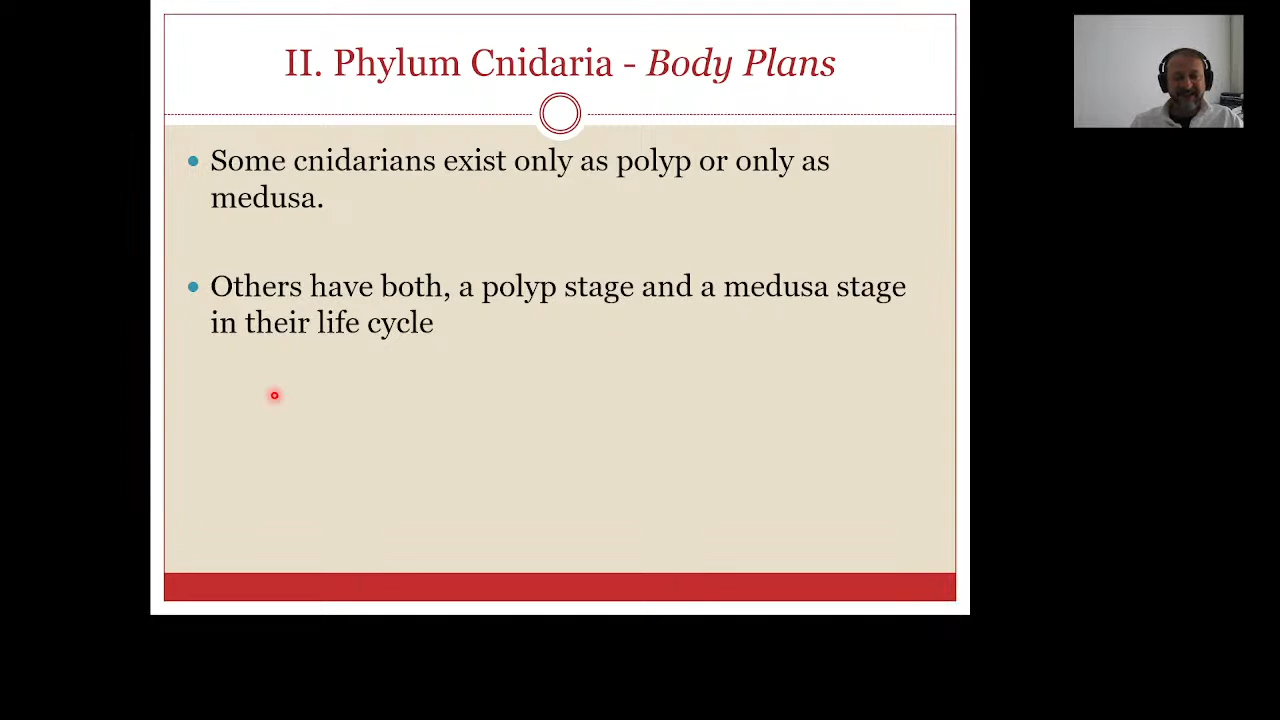 II. Phylum Cnidaria - Body Plans
• Some cnidarians exist only as polyp or only as
medusa.
• Others have both, a polyp stage and a medusa stage
in their life cycle